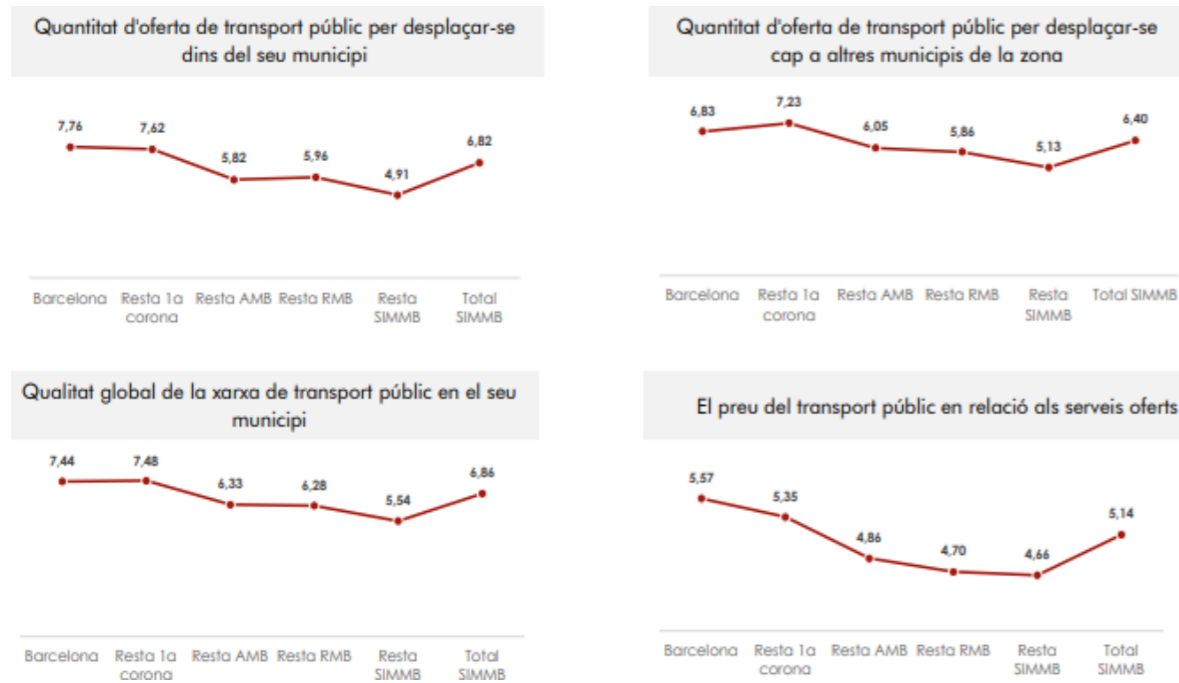 Quantitat d'oferta de transport públic per desplaçar-se
dins del seu municipi
7,76
7,62
5,82
5,96
4,91
6,82
Barcelona
Resta 1a
corona
Resta AMB
Resta RMB
Resta
SIMMB
Total
SIMMB
Quantitat d'oferta de transport públic per desplaçar-se
cap a altres municipis de la zona
6,83
7,23
6,05
5,86
5,13
6,40
Barcelona
Resta 1a
corona
Resta AMB
Resta RMB
Resta
SIMMB
Total SIMMB
Qualitat global de la xarxa de transport públic en el seu
municipi
7,44
7,48
6,33
6,28
5,54
6,86
Barcelona
Resta 1a
corona
Resta AMB
Resta RMB
Resta
SIMMB
Total
SIMMB
El preu del transport públic en relació als serveis oferts
5,57
5,35
4,86
4,70
4,66
5,14
Barcelona
Resta 1a
corona
Resta AMB
Resta RMB
Resta
SIMMB
Total
SIMMB